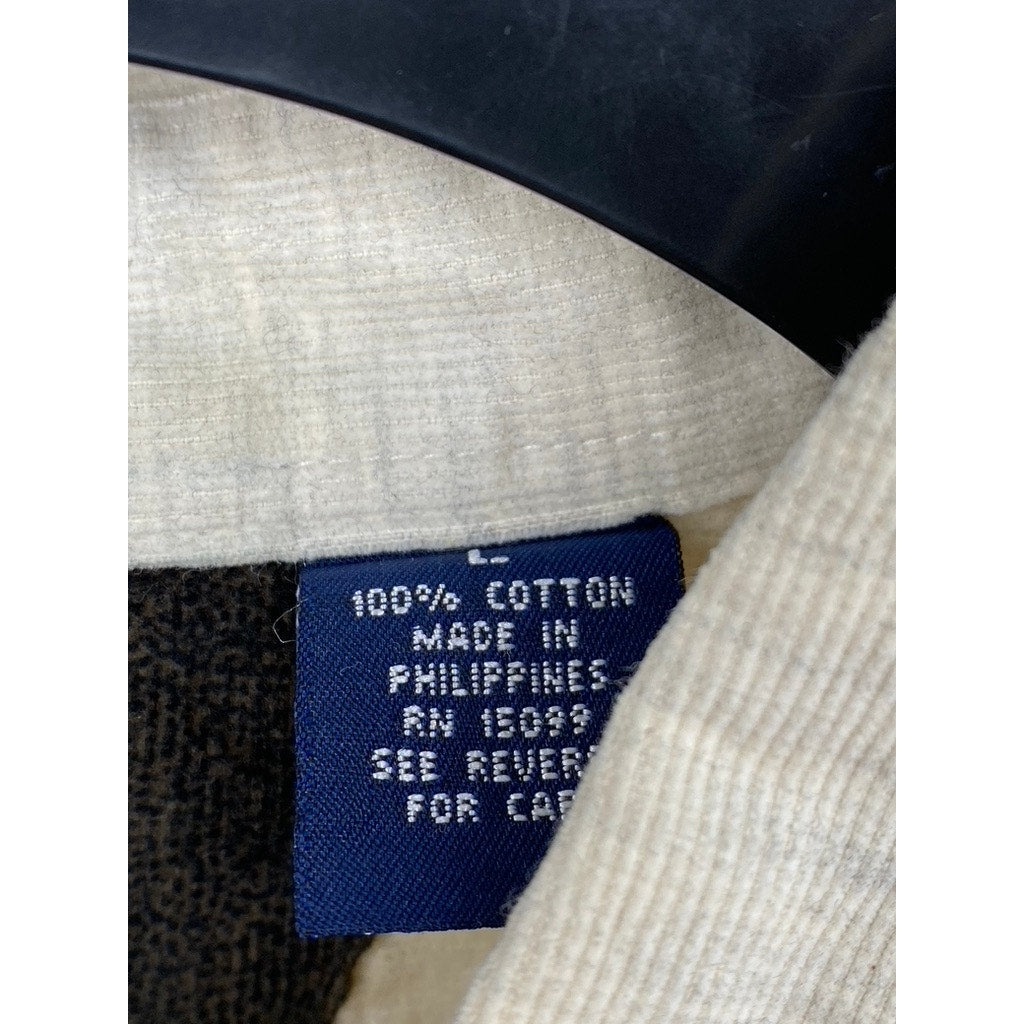 100% COTTON
MADE IN
PHILIPPINES
RN 15099
SEE
FOR